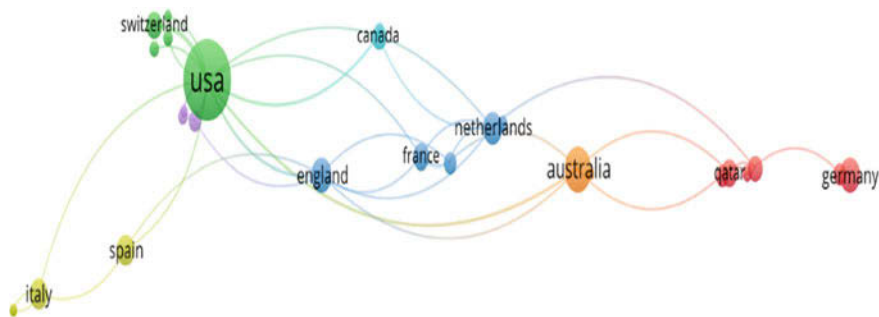 switzerland
canada
usa
netherlands
france
england
australia
qatar
germany
spain
italy